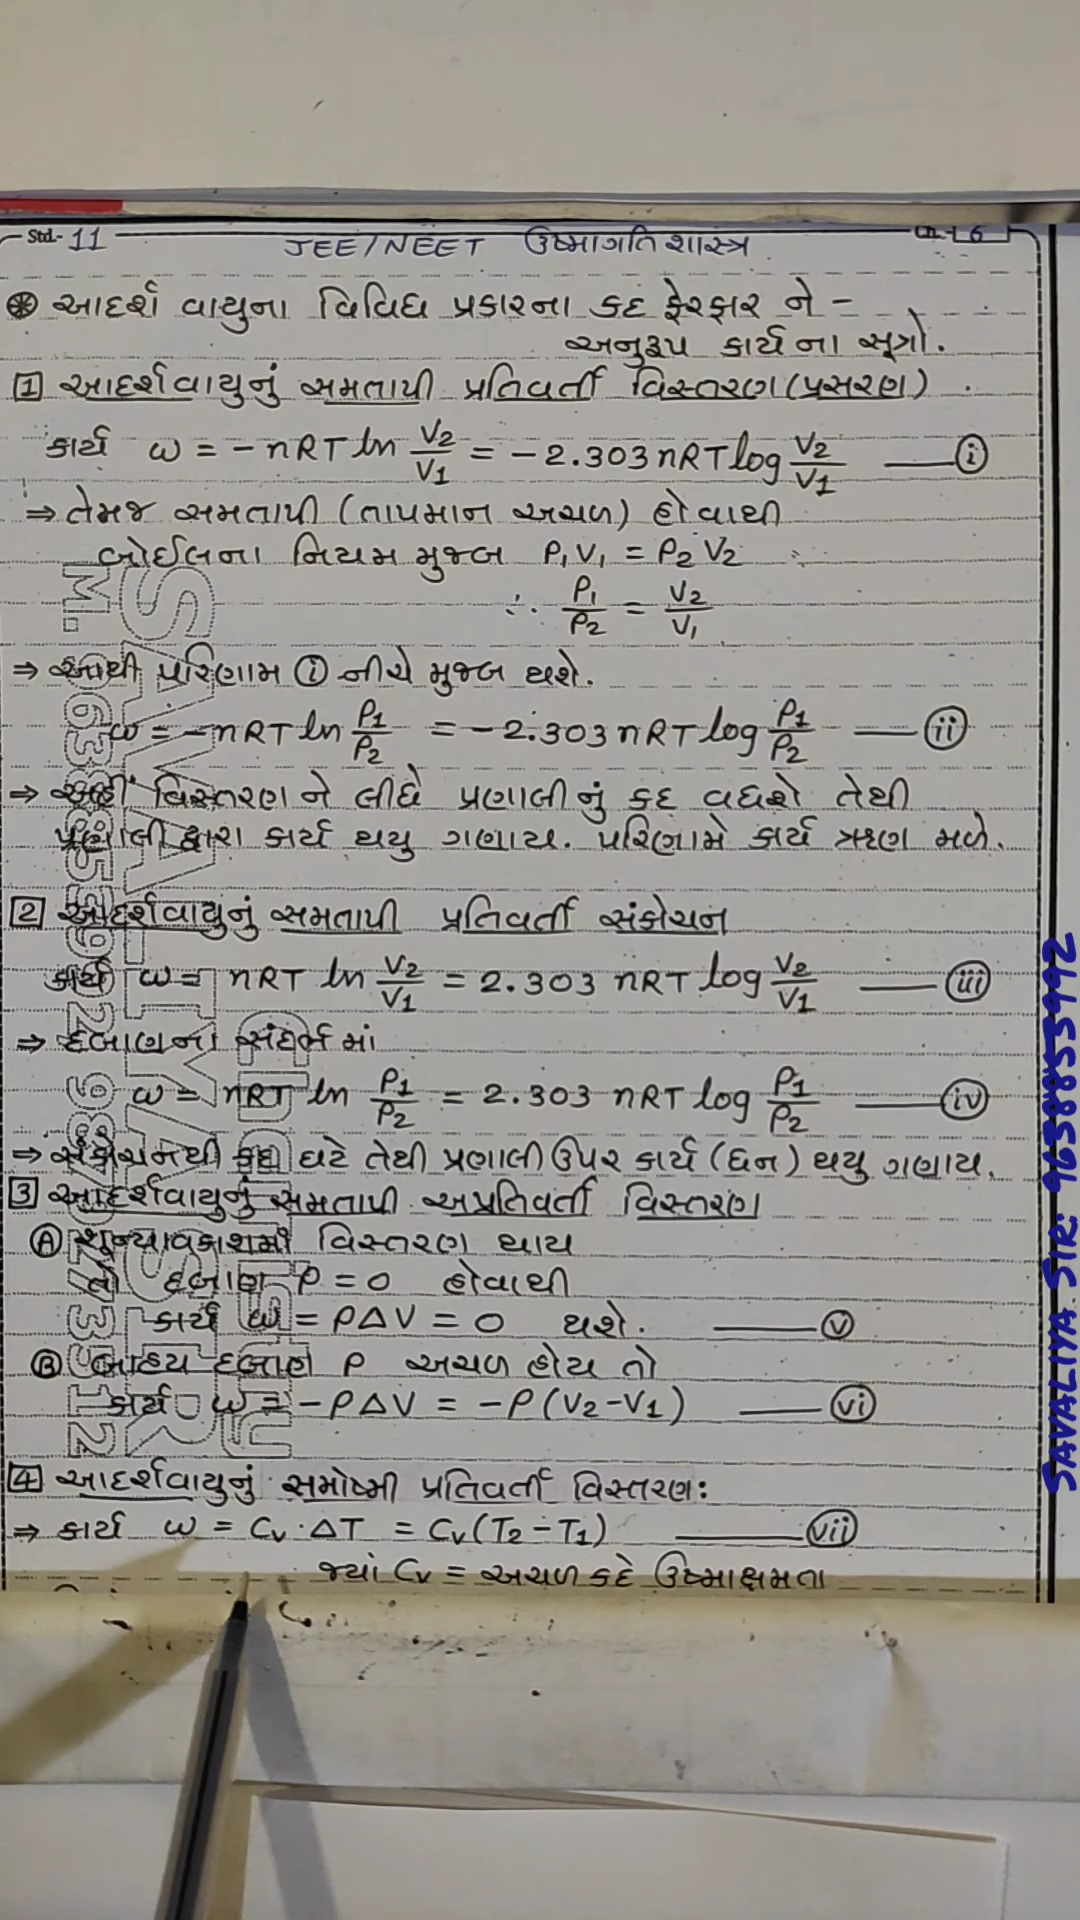 Std.- 11 JEE/NEET ઉષ્માગતિશાસ્ત્ર Ch.- 6
⊛ આદર્શ વાયુના વિવિધ પ્રકારના કદ ફેરફાર ને -
અનુરૂપ કાર્ય ના સૂત્રો.
1 આદર્શવાયુનું સમતાપી પ્રતિવર્તી વિસ્તરણ (પ્રસરણ)
કાર્ય ω = - nRT ln V2/V1 = - 2.303 nRT log V2/V1 —— (i)
⇒ તેમજ સમતાપી (તાપમાન અચળ) હોવાથી
બોઈલના નિયમ મુજબ P1V1 = P2V2
∴ P1/P2 = V2/V1
⇒ આથી પરિણામ (i) નીચે મુજબ થશે.
ω = - nRT ln P1/P2 = - 2.303 nRT log P1/P2 —— (ii)
⇒ અહીં વિસ્તરણ ને લીધે પ્રણાલી નું કદ વધશે તેથી
પ્રણાલી દ્વારા કાર્ય થયુ ગણાય. પરિણામે કાર્ય ઋણ મળે.
2 આદર્શવાયુનું સમતાપી પ્રતિવર્તી સંકોચન
કાર્ય ω = nRT ln V2/V1 = 2.303 nRT log V2/V1 —— (iii)
⇒ દબાણના સંદર્ભ માં
ω = nRT ln P1/P2 = 2.303 nRT log P1/P2 —— (iv)
⇒ સંકોચનથી કદ ઘટે તેથી પ્રણાલી ઉપર કાર્ય (ધન) થયુ ગણાય.
3 આદર્શવાયુનું સમતાપી અપ્રતિવર્તી વિસ્તરણ
(A) શૂન્યાવકાશમાં વિસ્તરણ થાય
તો દબાણ P = 0 હોવાથી
કાર્ય ω = PΔV = 0 થશે. —— (v)
(B) બાહ્ય દબાણ P અચળ હોય તો
કાર્ય ω = - PΔV = - P(V2-V1) —— (vi)
4 આદર્શવાયુનું સમોષ્મી પ્રતિવર્તી વિસ્તરણ:
⇒ કાર્ય ω = Cv · ΔT = Cv(T2-T1) —— (vii)
જ્યાં Cv = અચળ કદે ઉષ્માક્ષમતા
SAVALIYA SIR: 9638855992